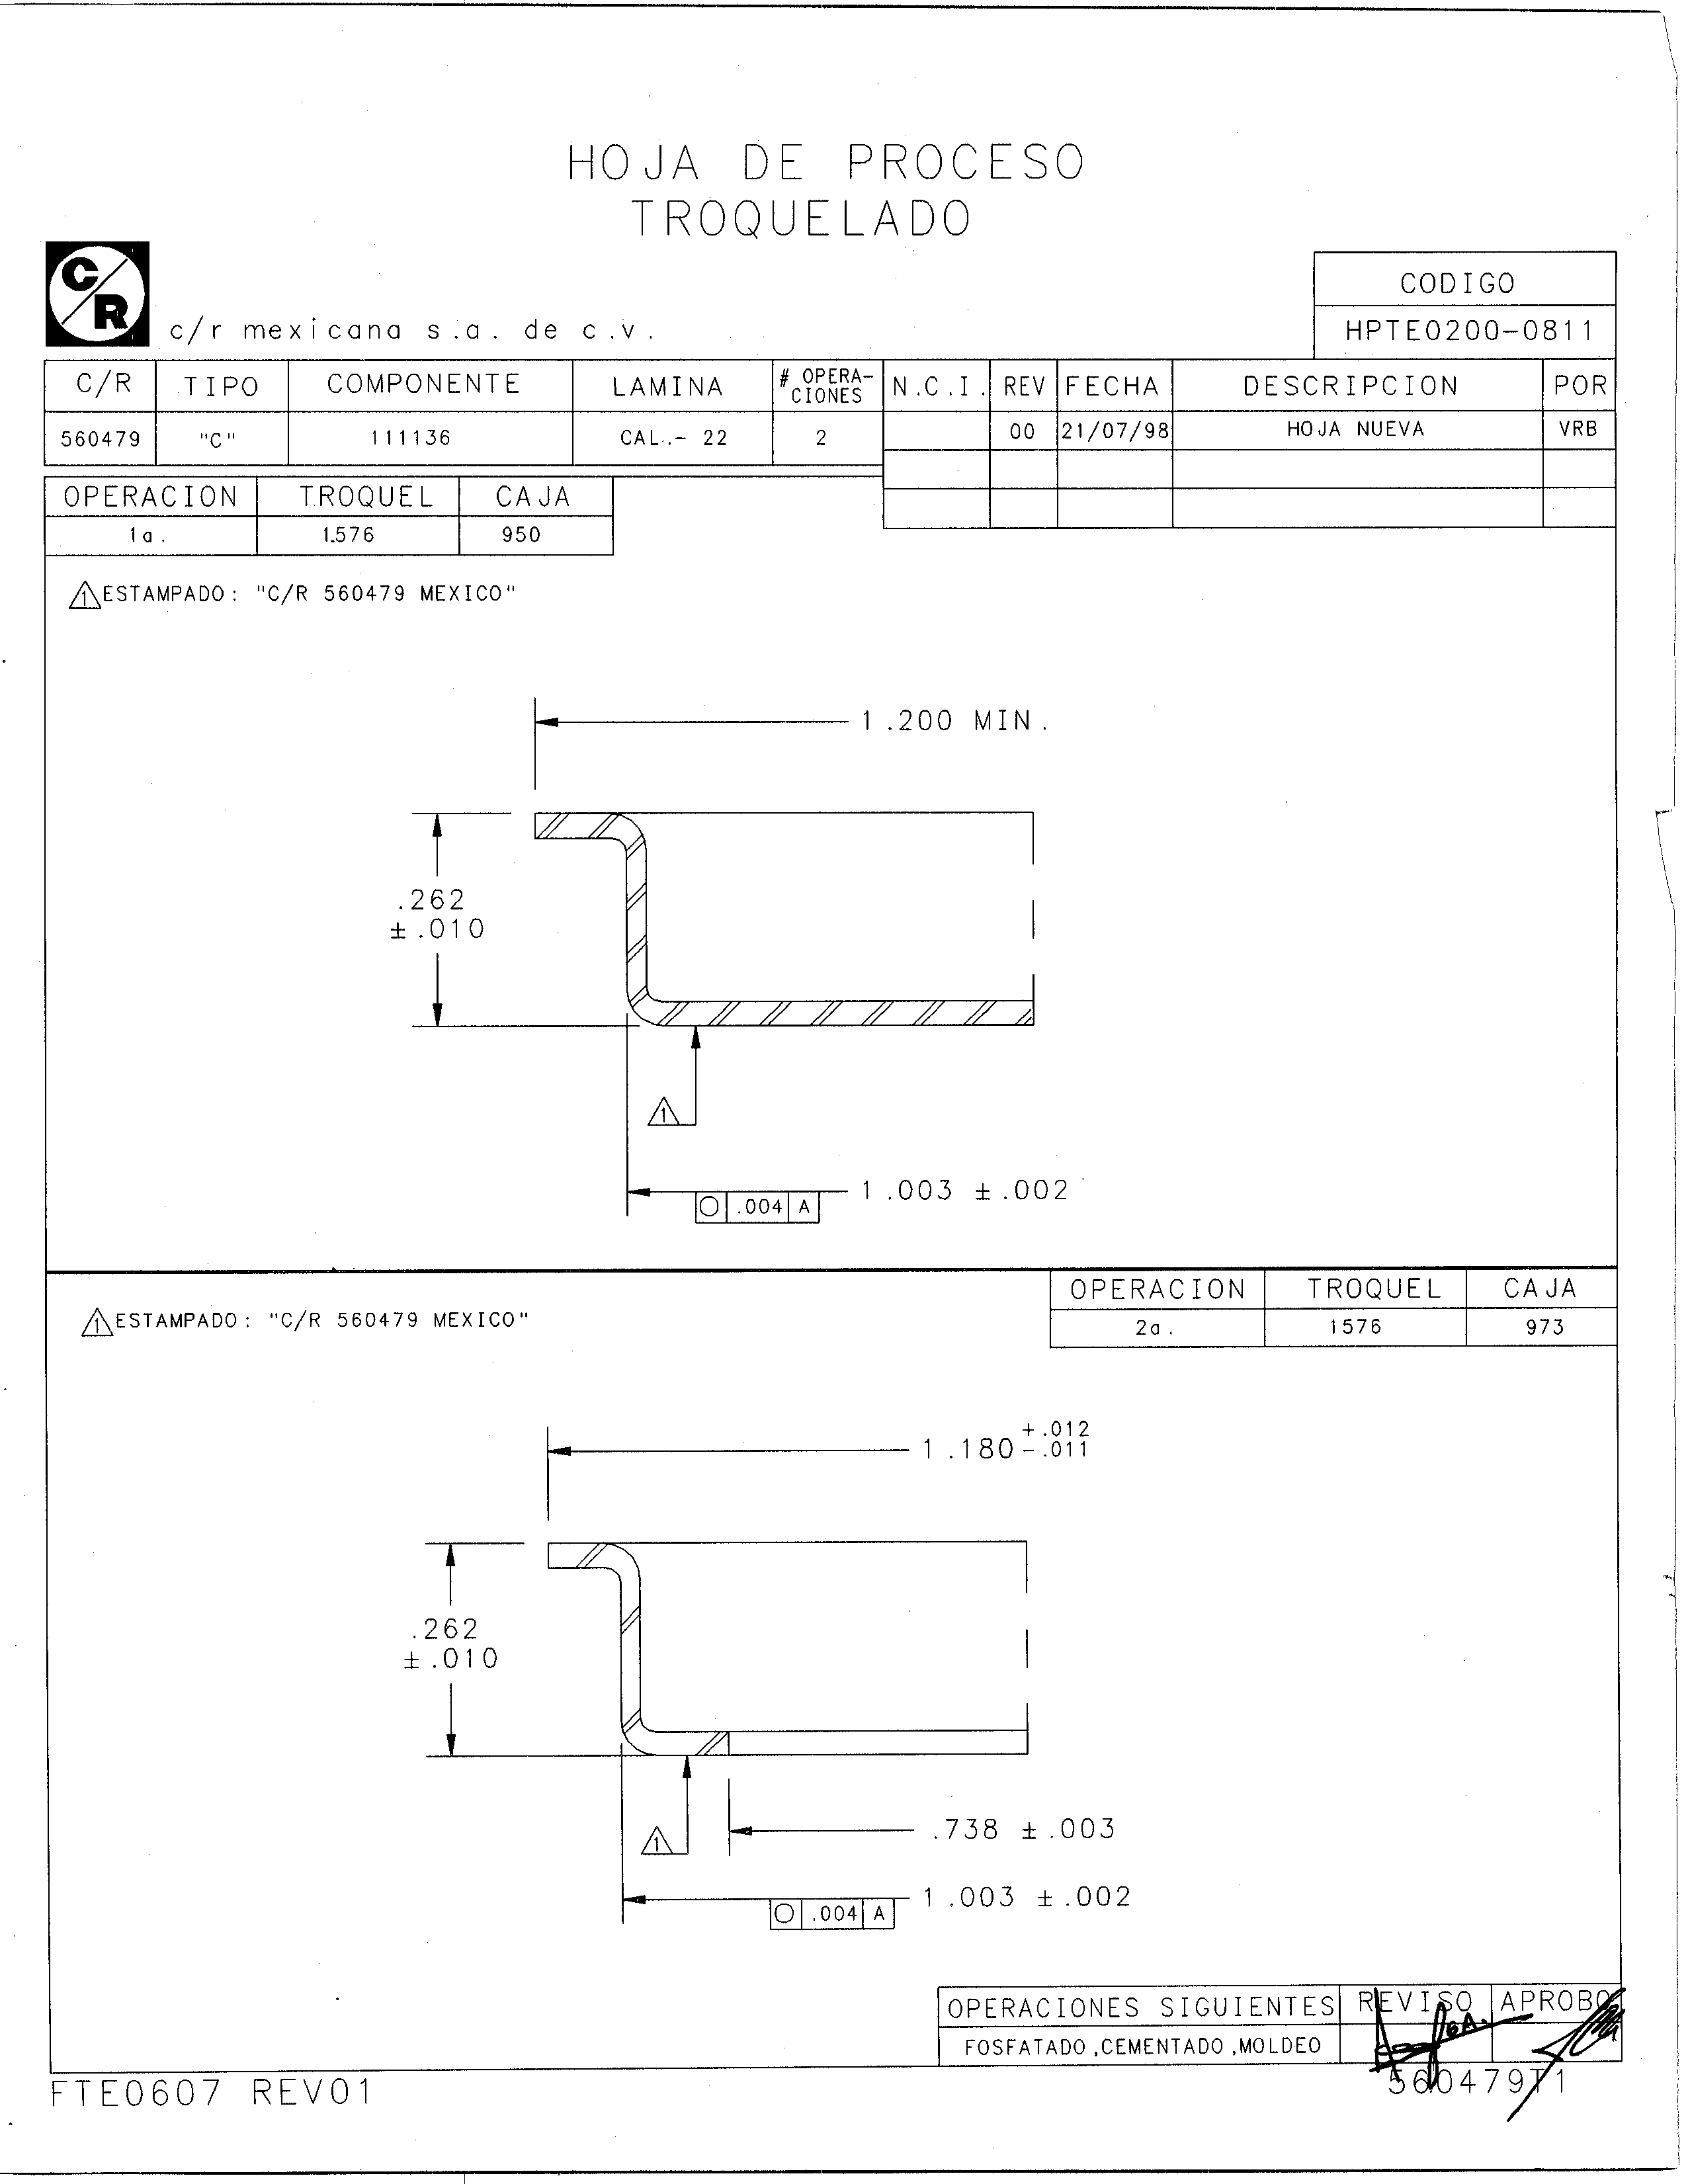 HOJA DE PROCESO
TROQUELADO
C/R
c/r mexicana s.a. de c.v.
CODIGO
HPTE0200-0811
C/R TIPO COMPONENTE LAMINA # OPERA-CIONES N.C.I. REV FECHA DESCRIPCION POR
560479 "C" 111136 CAL.- 22 2 00 21/07/98 HOJA NUEVA VRB
OPERACION TROQUEL CAJA
1a. 1576 950
1 ESTAMPADO: "C/R 560479 MEXICO"
1.200 MIN.
.262
±.010
1
1.003 ±.002
○ .004 A
OPERACION TROQUEL CAJA
2a. 1576 973
1 ESTAMPADO: "C/R 560479 MEXICO"
1.180 +.012 -.011
.262
±.010
.738 ±.003
1
1.003 ±.002
○ .004 A
OPERACIONES SIGUIENTES REVISO APROBO
FOSFATADO,CEMENTADO,MOLDEO
FTE0607 REV01
560479T1